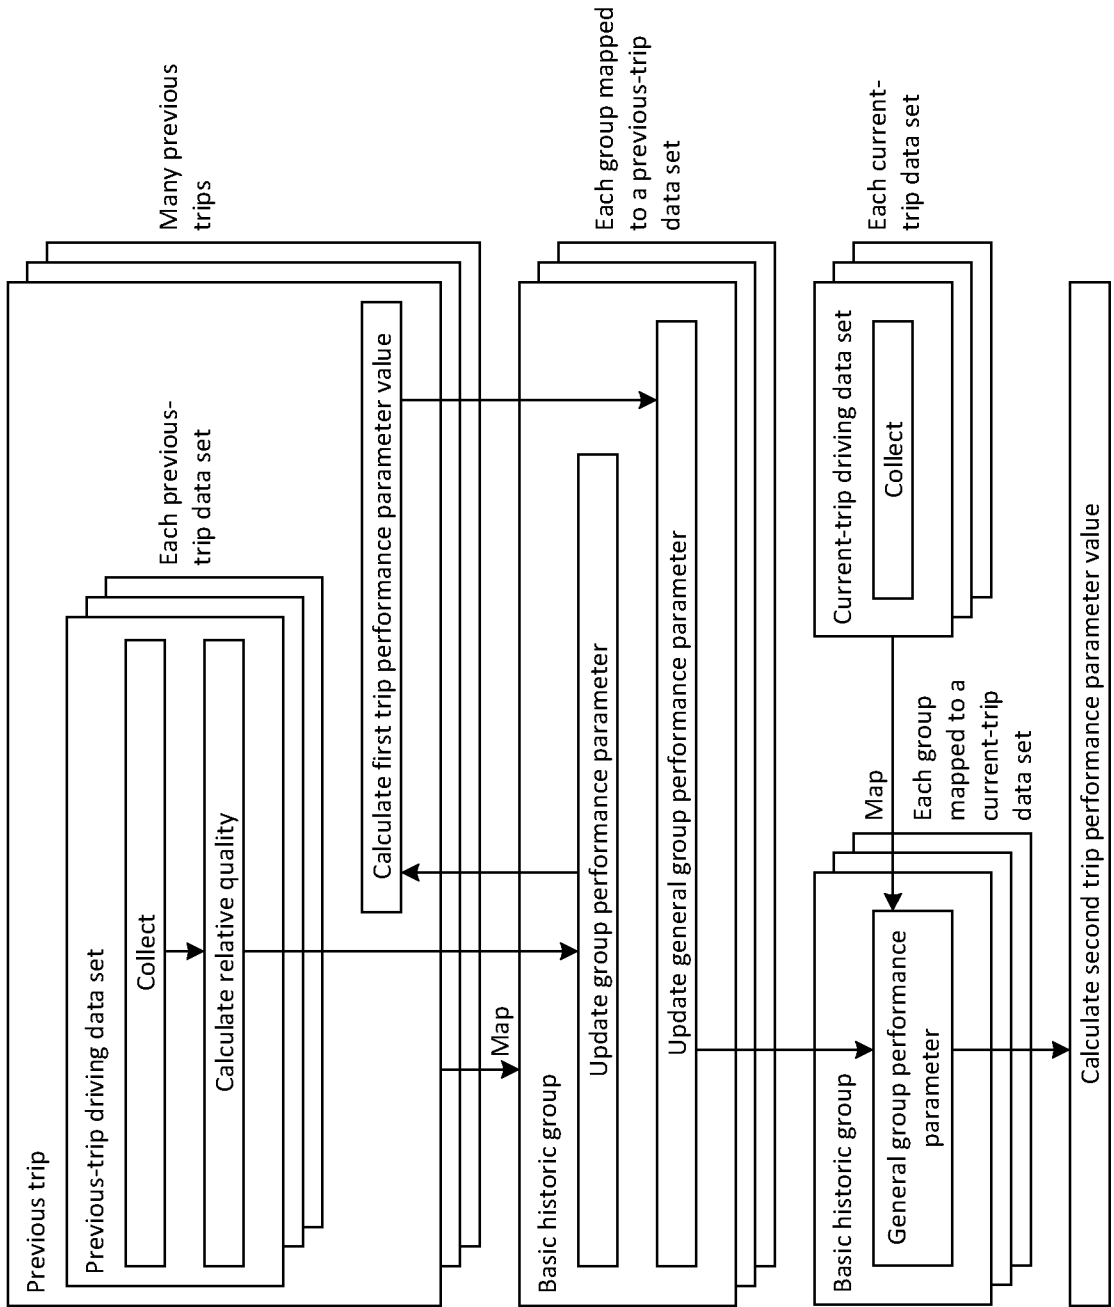 Previous trip
Previous-trip driving data set
Collect
Calculate relative quality
Each previous-
trip data set
Calculate first trip performance parameter value
Many previous
trips
Map
Basic historic group
Update group performance parameter
Update general group performance parameter
Each group mapped
to a previous-trip
data set
Basic historic group
General group performance
parameter
Map
Each group
mapped to a
current-trip
data set
Current-trip driving data set
Collect
Each current-
trip data set
Calculate second trip performance parameter value